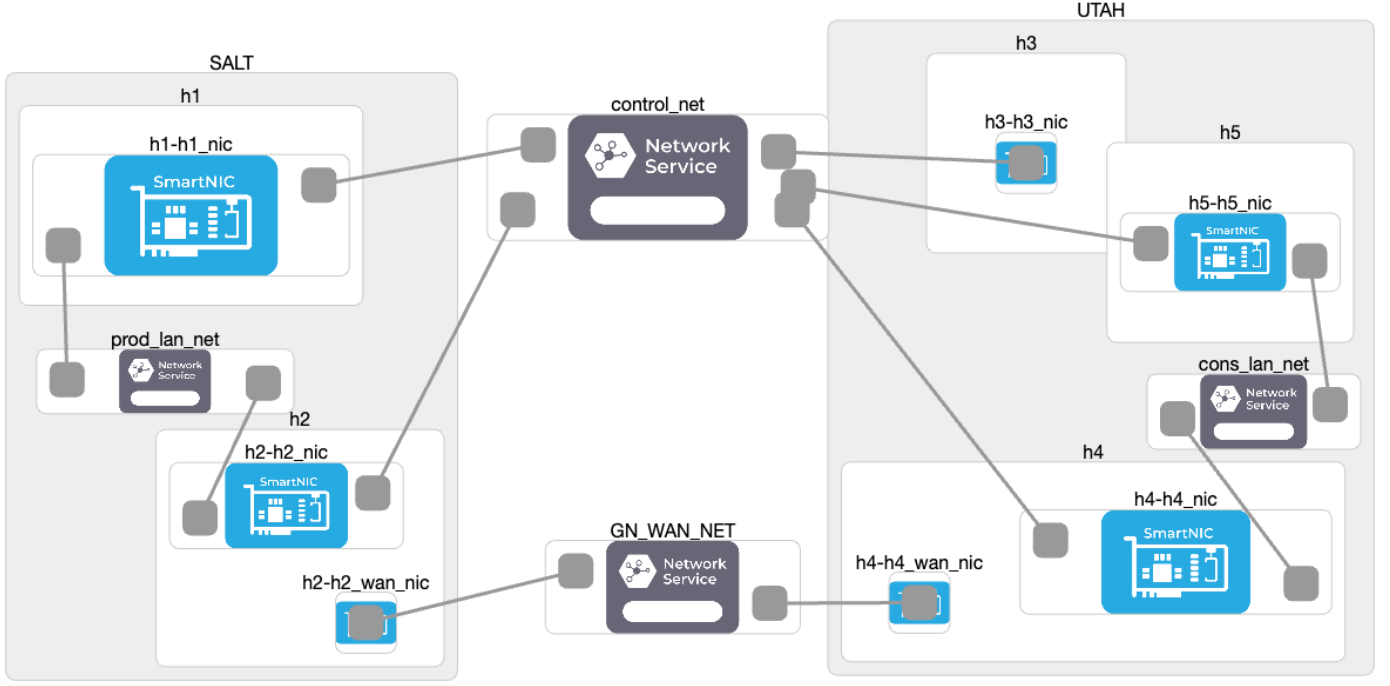 UTAH
SALT
h3
h1
control_net
h1-h1_nic
SmartNIC
Network
Service
h3-h3_nic
h5
h5-h5_nic
SmartNIC
prod_lan_net
Network
Service
cons_lan_net
Network
Service
h2
h2-h2_nic
SmartNIC
h4
h4-h4_nic
SmartNIC
GN_WAN_NET
Network
Service
h2-h2_wan_nic
h4-h4_wan_nic